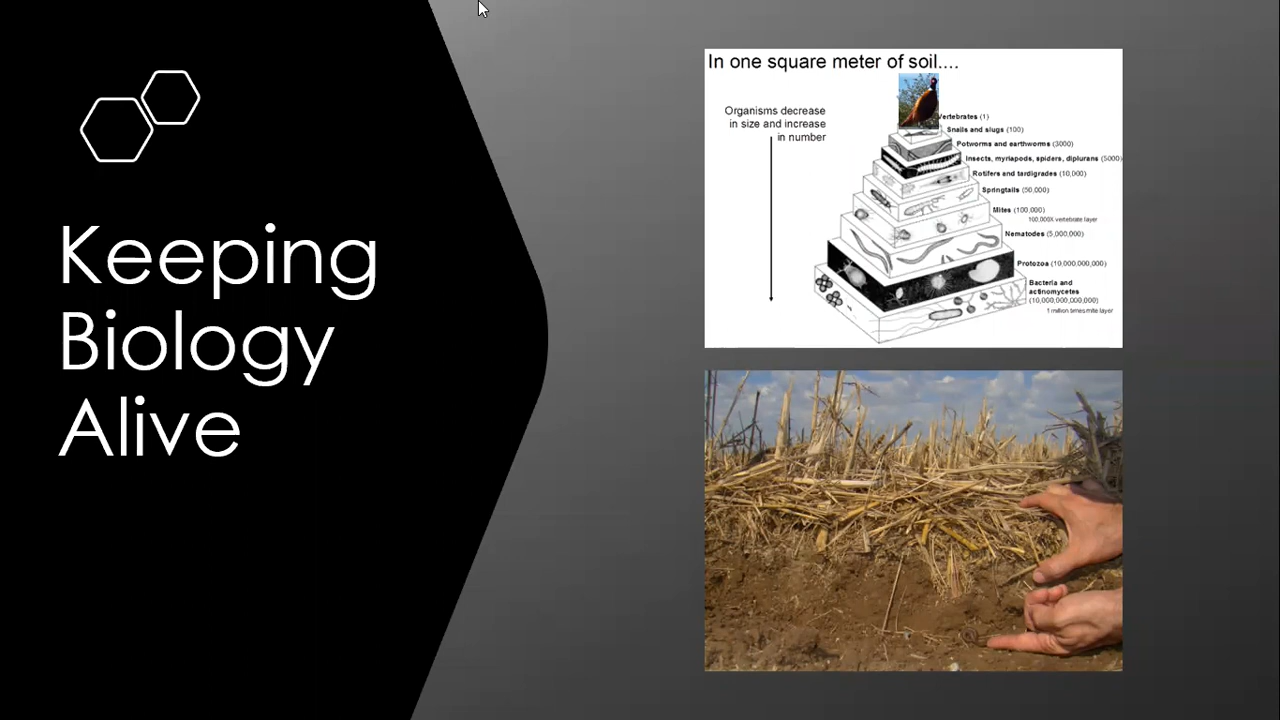 Keeping
Biology
Alive
In one square meter of soil....
Organisms decrease
in size and increase
in number
Vertebrates (1)
Snails and slugs (100)
Potworms and earthworms (3000)
Insects, myriapods, spiders, diplurans (5000)
Rotifers and tardigrades (10,000)
Springtails (50,000)
Mites (100,000)
100,000X vertebrate layer
Nematodes (5,000,000)
Protozoa (10,000,000,000)
Bacteria and
actinomycetes
(10,000,000,000,000)
1 million times mite layer